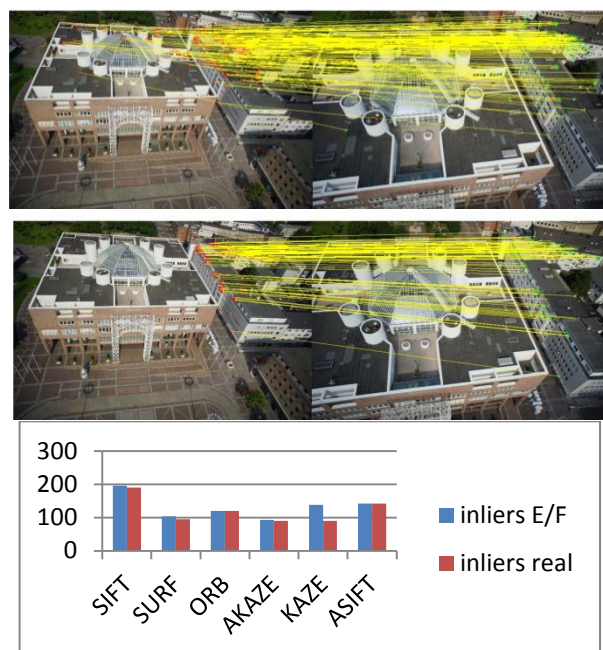 300
200
100
0
SIFT
SURF
ORB
AKAZE
KAZE
ASIFT
inliers E/F
inliers real